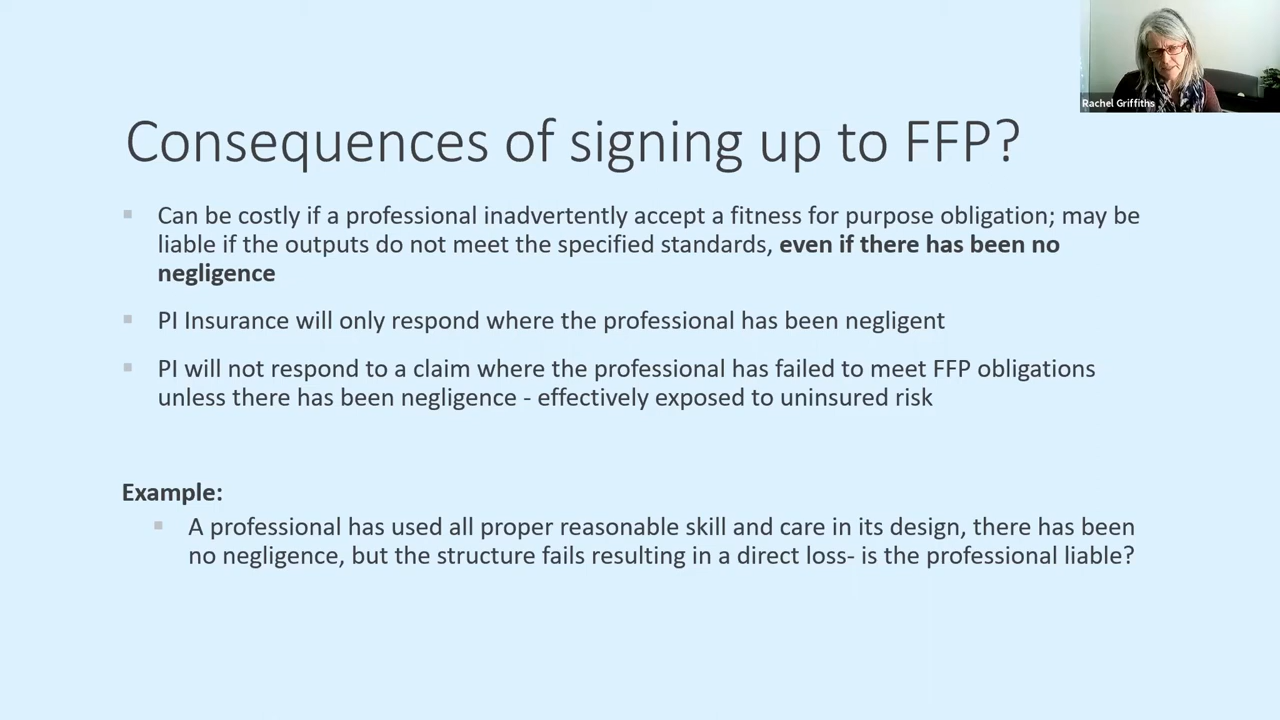 Rachel Griffiths
Consequences of signing up to FFP?
Can be costly if a professional inadvertently accept a fitness for purpose obligation; may be
liable if the outputs do not meet the specified standards, even if there has been no
negligence
PI Insurance will only respond where the professional has been negligent
PI will not respond to a claim where the professional has failed to meet FFP obligations
unless there has been negligence - effectively exposed to uninsured risk
Example:
A professional has used all proper reasonable skill and care in its design, there has been
no negligence, but the structure fails resulting in a direct loss- is the professional liable?